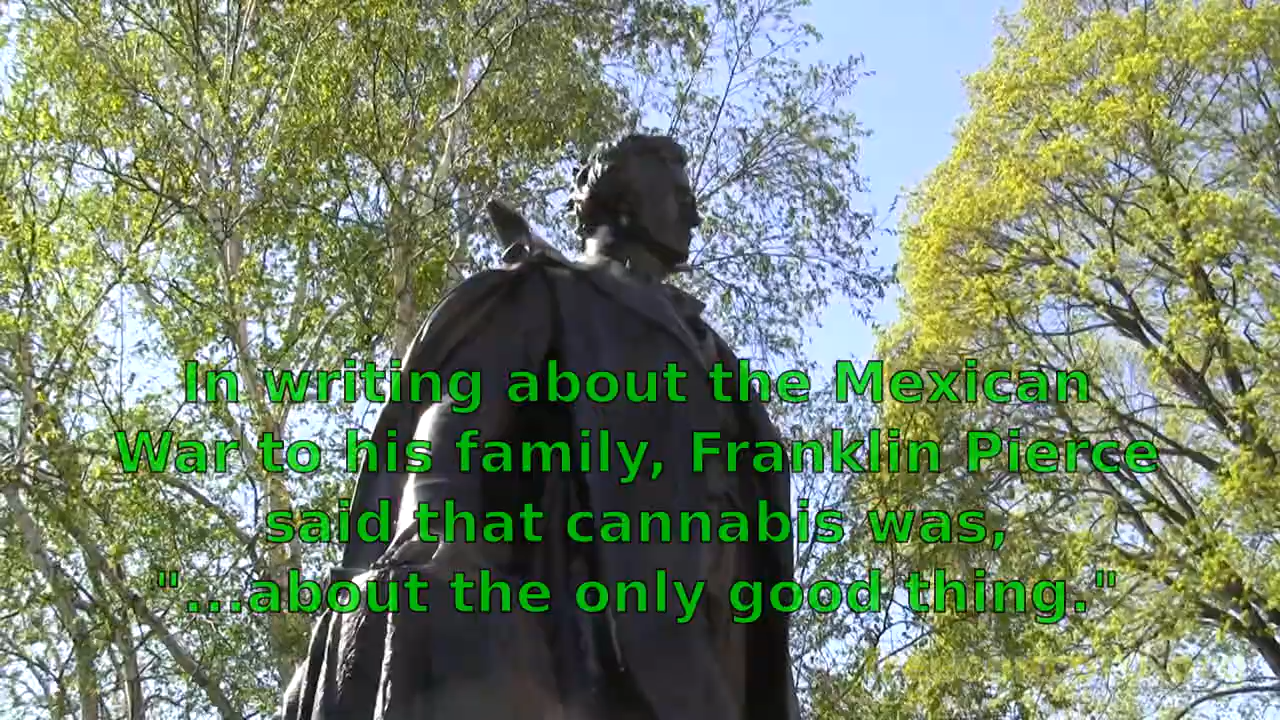 In writing about the Mexican
War to his family, Franklin Pierce
said that cannabis was,
"...about the only good thing."